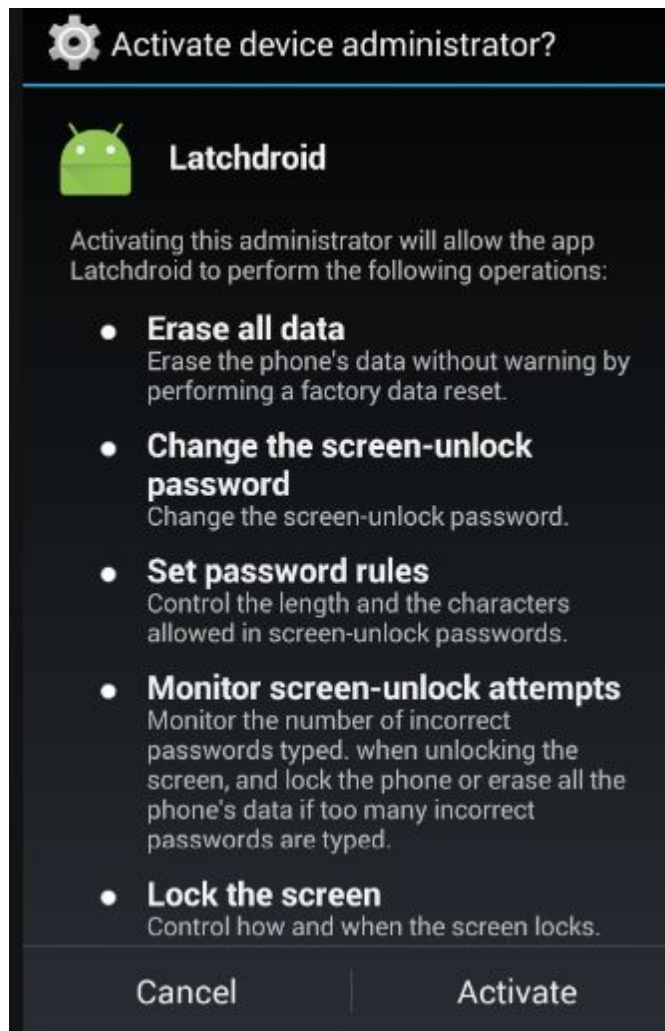 Activate device administrator?
Latchdroid
Activating this administrator will allow the app
Latchdroid to perform the following operations:
Erase all data
Erase the phone's data without warning by
performing a factory data reset.
Change the screen-unlock
password
Change the screen-unlock password.
Set password rules
Control the length and the characters
allowed in screen-unlock passwords.
Monitor screen-unlock attempts
Monitor the number of incorrect
passwords typed. when unlocking the
screen, and lock the phone or erase all the
phone's data if too many incorrect
passwords are typed.
Lock the screen
Control how and when the screen locks.
Cancel
Activate